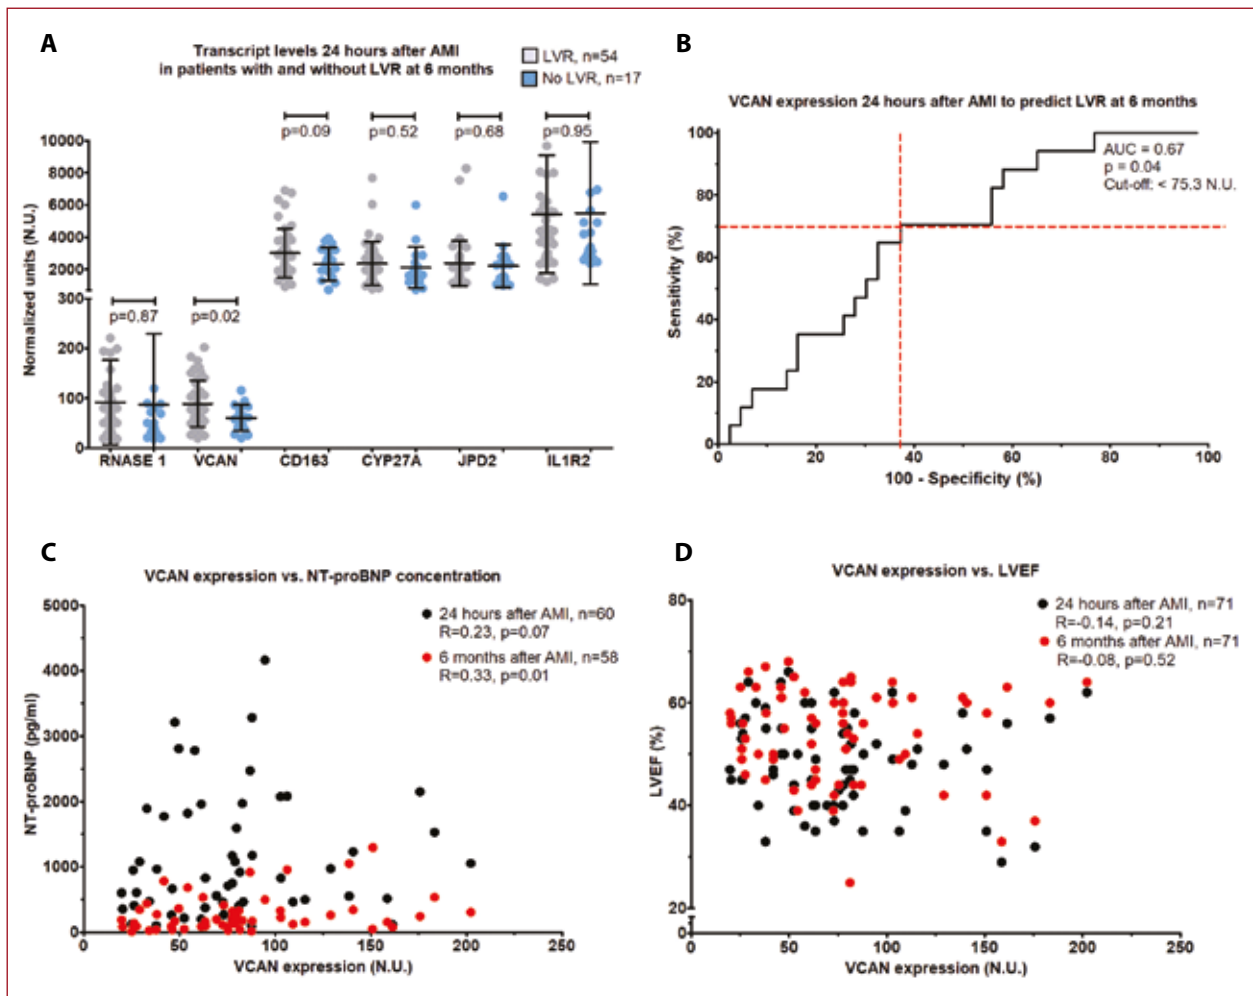 A
Transcript levels 24 hours after AMI
in patients with and without LVR at 6 months
LVR, n=54
No LVR, n=17
p=0.09
p=0.52
p=0.68
p=0.95
10000
8000
6000
4000
2000
300
200
100
0
p=0.87
p=0.02
Normalized units (N.U.)
RNASE 1
VCAN
CD163
CYP27A
JPD2
IL1R2
B
VCAN expression 24 hours after AMI to predict LVR at 6 months
AUC = 0.67
p = 0.04
Cut-off: < 75.3 N.U.
100
80
60
40
20
0
Sensitivity (%)
0
20
40
60
80
100
100 - Specificity (%)
C
VCAN expression vs. NT-proBNP concentration
24 hours after AMI, n=60
R=0.23, p=0.07
6 months after AMI, n=58
R=0.33, p=0.01
5000
4000
3000
2000
1000
0
NT-proBNP (pg/ml)
0
50
100
150
200
250
VCAN expression (N.U.)
D
VCAN expression vs. LVEF
24 hours after AMI, n=71
R=-0.14, p=0.21
6 months after AMI, n=71
R=-0.08, p=0.52
80
60
40
20
0
LVEF (%)
0
50
100
150
200
250
VCAN expression (N.U.)